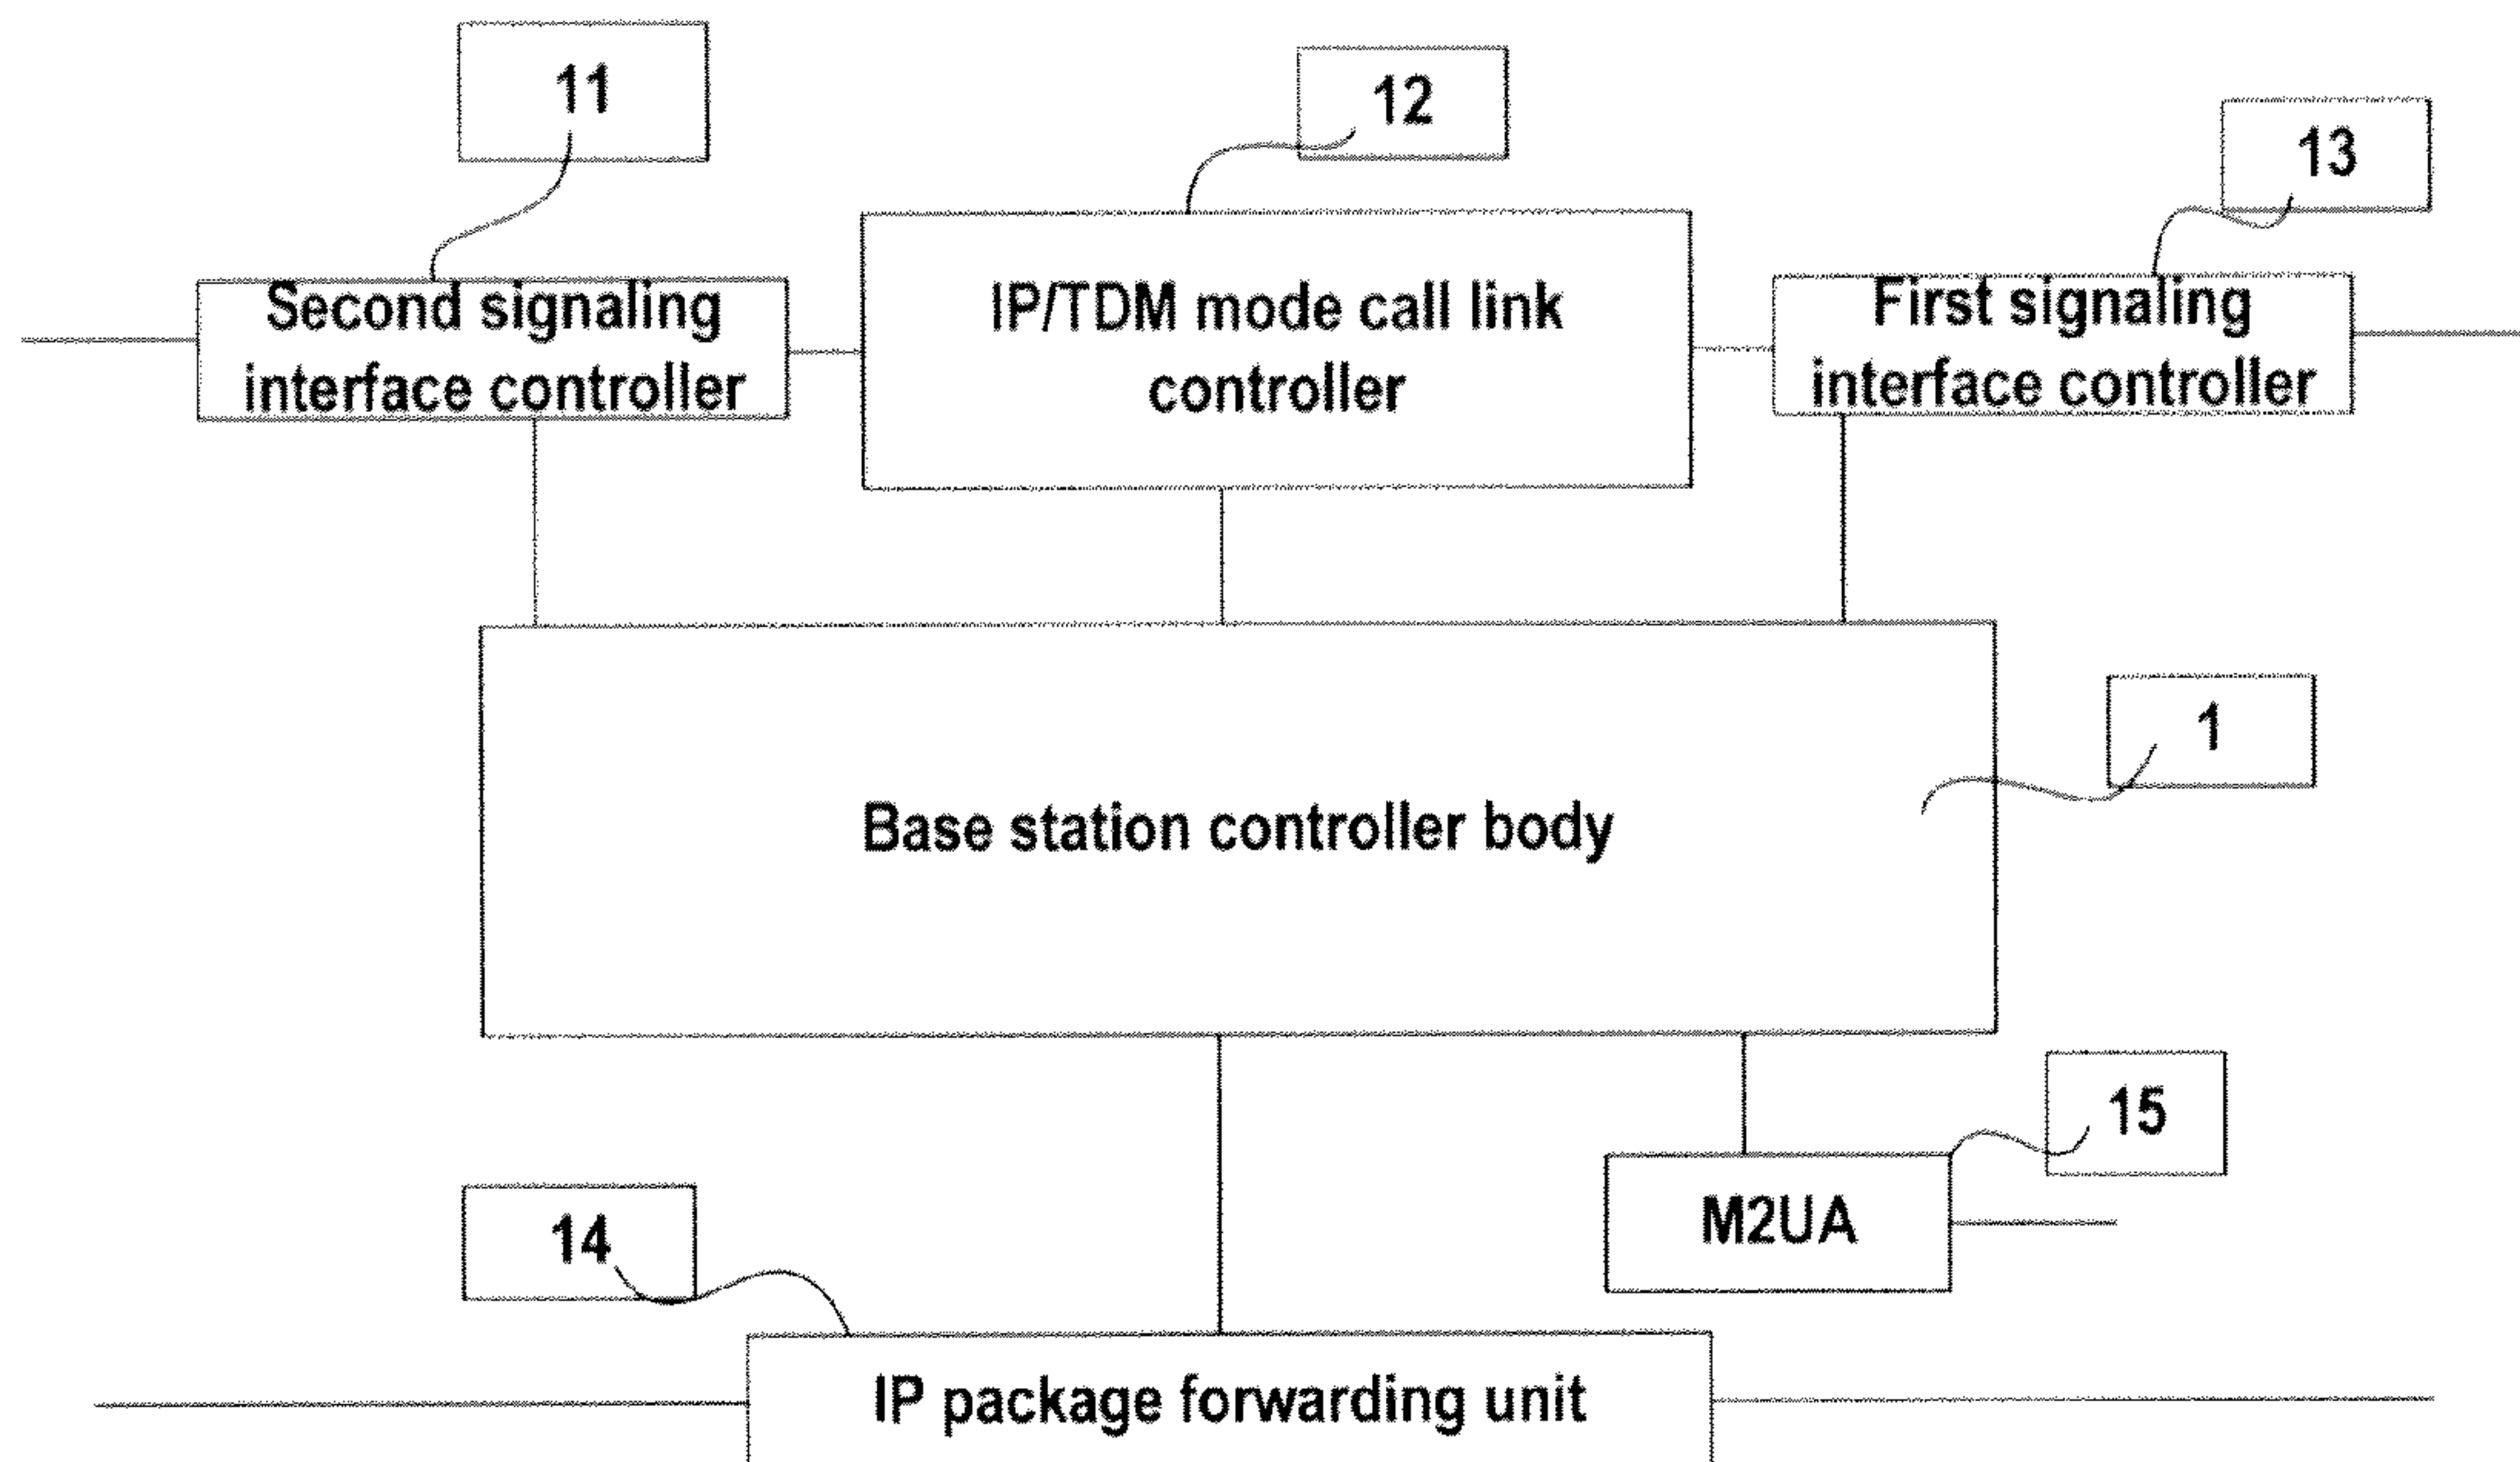 11
12
13
Second signaling
interface controller
IP/TDM mode call link
controller
First signaling
interface controller
1
Base station controller body
15
M2UA
14
IP package forwarding unit